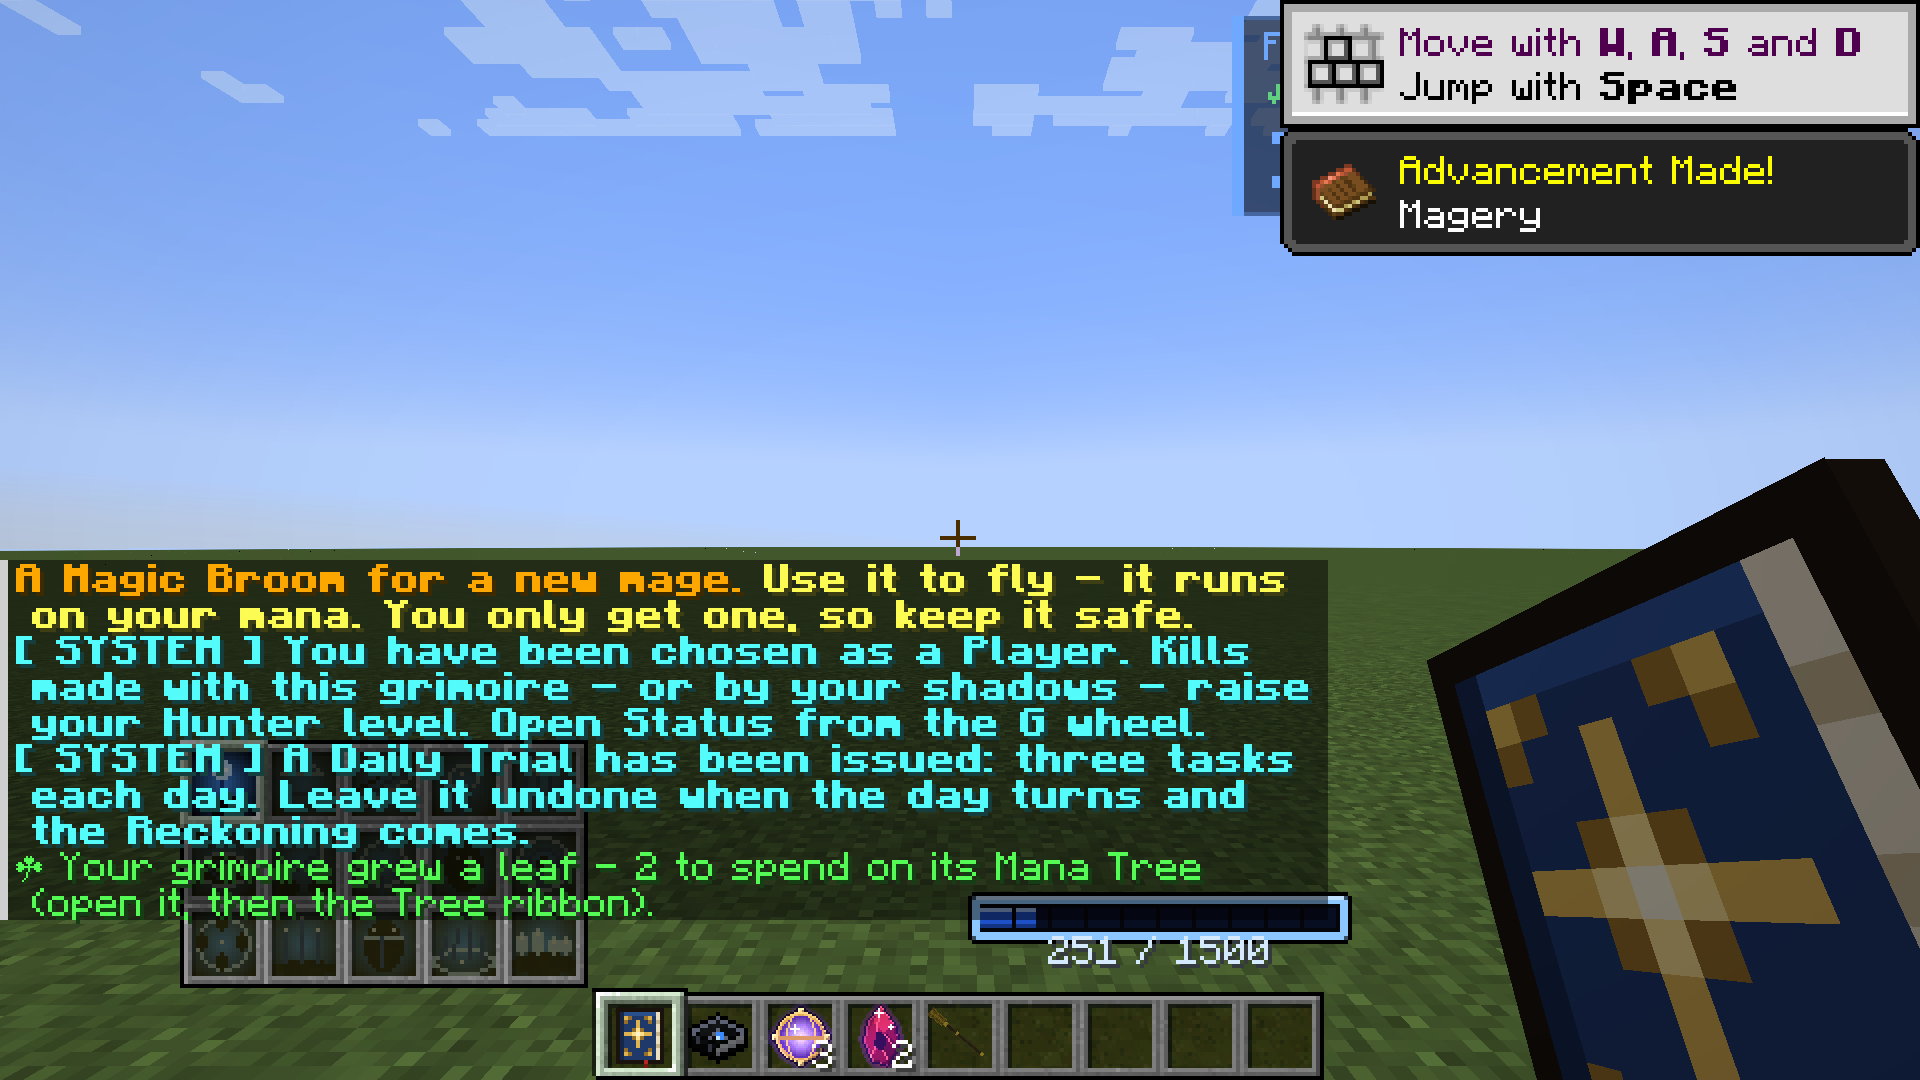 Move with W, A, S and D
Jump with Space
Advancement Made!
Magery
A Magic Broom for a new mage. Use it to fly — it runs
on your mana. You only get one, so keep it safe.
[ SYSTEM ] You have been chosen as a Player. Kills
made with this grimoire — or by your shadows — raise
your Hunter level. Open Status from the G wheel.
[ SYSTEM ] A Daily Trial has been issued: three tasks
each day. Leave it undone when the day turns and
the Reckoning comes.
☘ Your grimoire grew a leaf — 2 to spend on its Mana Tree
(open it, then the Tree ribbon).
251 / 1500
3
2